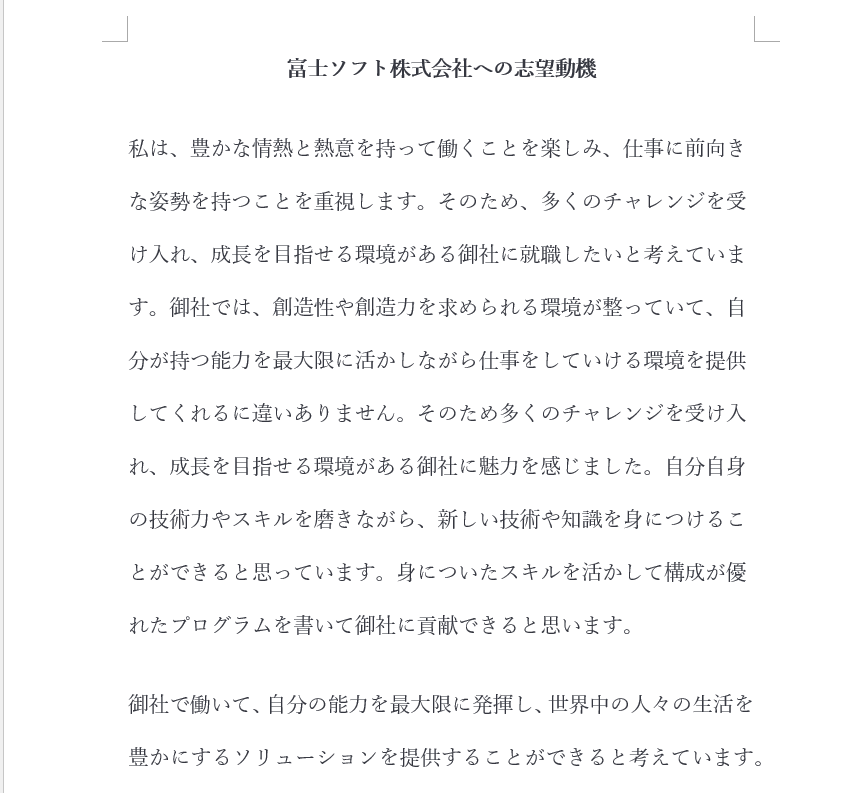 富士ソフト株式会社への志望動機
私は、豊かな情熱と熱意を持って働くことを楽しみ、仕事に前向き
な姿勢を持つことを重視します。そのため、多くのチャレンジを受
け入れ、成長を目指せる環境がある御社に就職したいと考えていま
す。御社では、創造性や創造力を求められる環境が整っていて、自
分が持つ能力を最大限に活かしながら仕事をしていける環境を提供
してくれるに違いありません。そのため多くのチャレンジを受け入
れ、成長を目指せる環境がある御社に魅力を感じました。自分自身
の技術力やスキルを磨きながら、新しい技術や知識を身につけるこ
とができると思っています。身についたスキルを活かして構成が優
れたプログラムを書いて御社に貢献できると思います。
御社で働いて、自分の能力を最大限に発揮し、世界中の人々の生活を
豊かにするソリューションを提供することができると考えています。